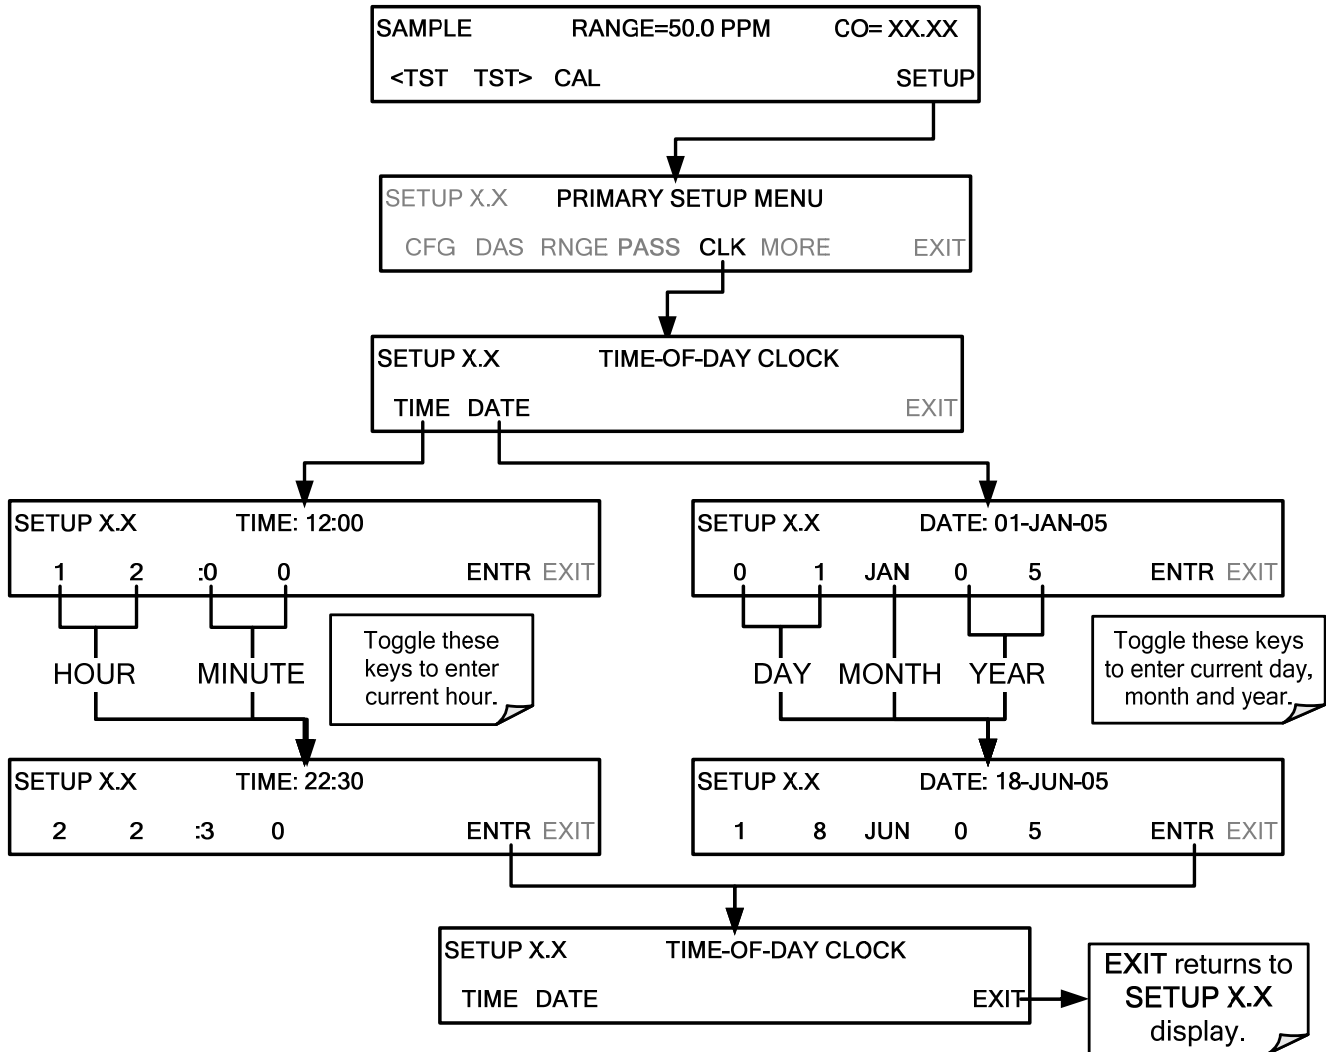 SAMPLE RANGE=50.0 PPM CO= XX.XX
<TST TST> CAL SETUP
SETUP X.X PRIMARY SETUP MENU
CFG DAS RNGE PASS CLK MORE EXIT
SETUP X.X TIME-OF-DAY CLOCK
TIME DATE EXIT
SETUP X.X TIME: 12:00
1 2 :0 0 ENTR EXIT
HOUR MINUTE
Toggle these
keys to enter
current hour.
SETUP X.X DATE: 01-JAN-05
0 1 JAN 0 5 ENTR EXIT
DAY MONTH YEAR
Toggle these keys
to enter current day,
month and year.
SETUP X.X TIME: 22:30
2 2 :3 0 ENTR EXIT
SETUP X.X DATE: 18-JUN-05
1 8 JUN 0 5 ENTR EXIT
SETUP X.X TIME-OF-DAY CLOCK
TIME DATE EXIT
EXIT returns to
SETUP X.X
display.